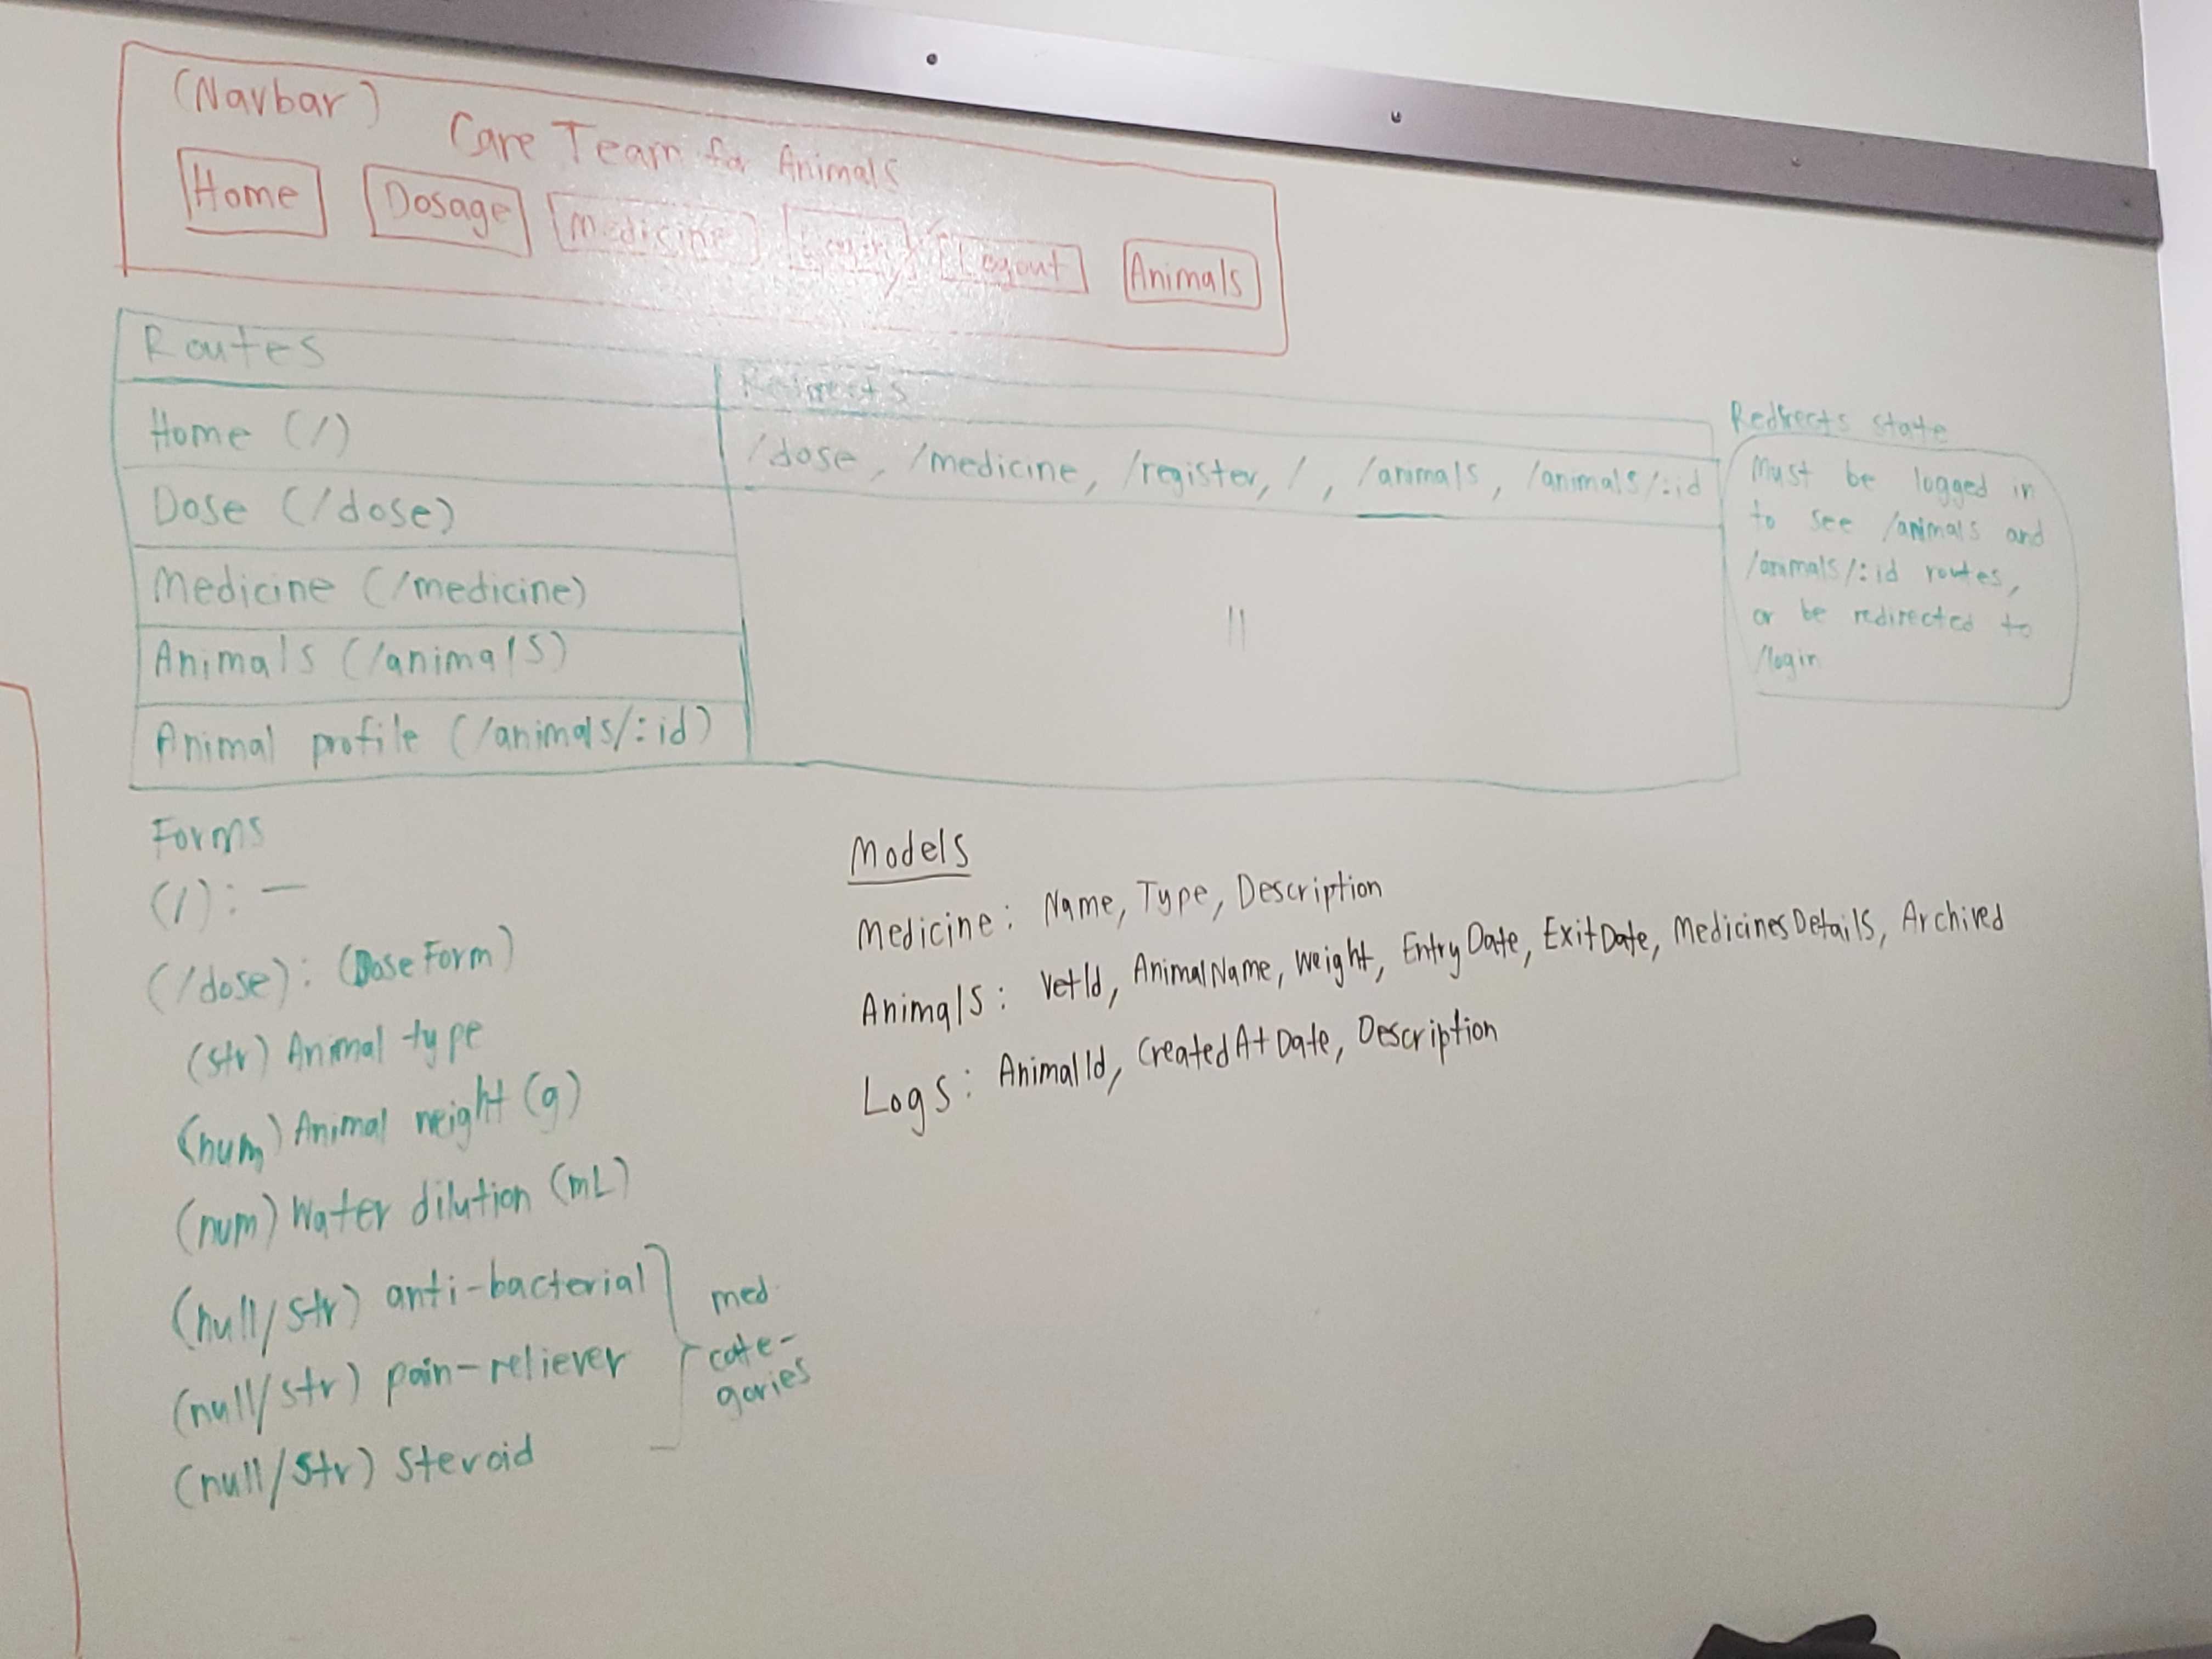 (Navbar)
Care Team for Animals
Home Dosage Medicine Login/ Logout Animals
Routes
Redirects
Home (/)
/dose, /medicine, /register, /, /animals, /animals/:id
Dose (/dose)
Medicine (/medicine)
Animals (/animals)
Animal profile (/animals/:id)
"
Redirects state
Must be logged in
to see /animals and
/animals/:id routes,
or be redirected to
/login
Forms
(/): —
(/dose): (Dose Form)
(str) Animal type
(num) Animal weight (g)
(num) Water dilution (mL)
(null/str) anti-bacterial
(null/str) pain-reliever
(null/str) Steroid
med
cate-
gories
Models
Medicine: Name, Type, Description
Animals: VetId, AnimalName, Weight, EntryDate, ExitDate, MedicinesDetails, Archived
Logs: AnimalId, CreatedAtDate, Description